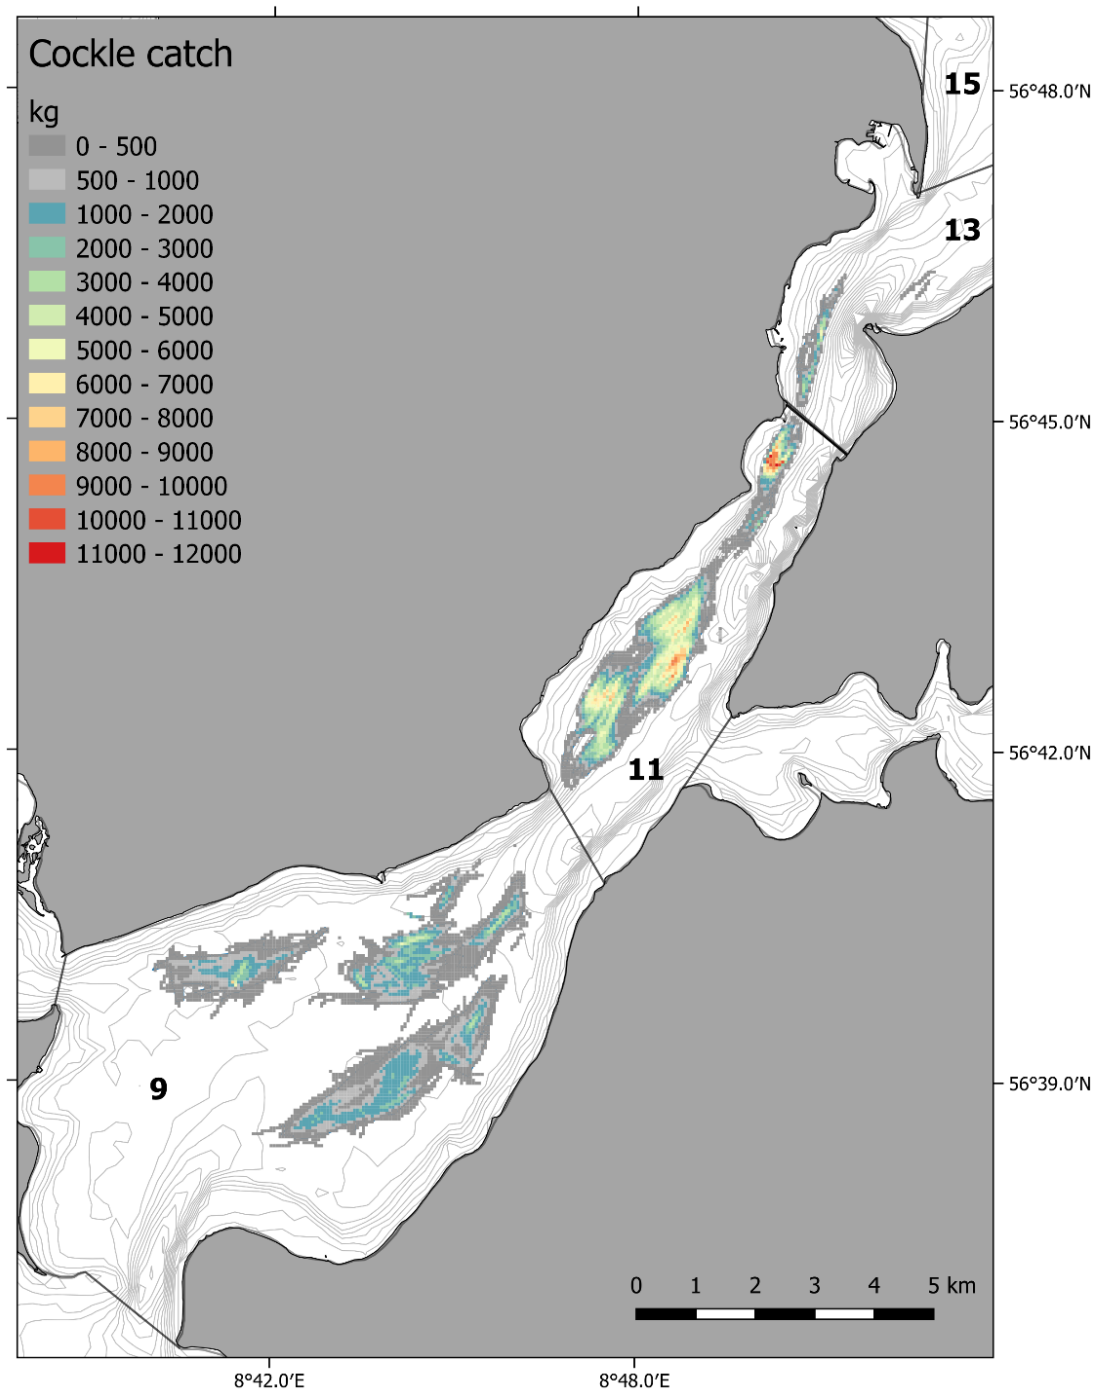 Cockle catch
kg
0 - 500
500 - 1000
1000 - 2000
2000 - 3000
3000 - 4000
4000 - 5000
5000 - 6000
6000 - 7000
7000 - 8000
8000 - 9000
9000 - 10000
10000 - 11000
11000 - 12000
15
56°48.0'N
13
56°45.0'N
56°42.0'N
11
56°39.0'N
9
0 1 2 3 4 5 km
8°42.0'E 8°48.0'E